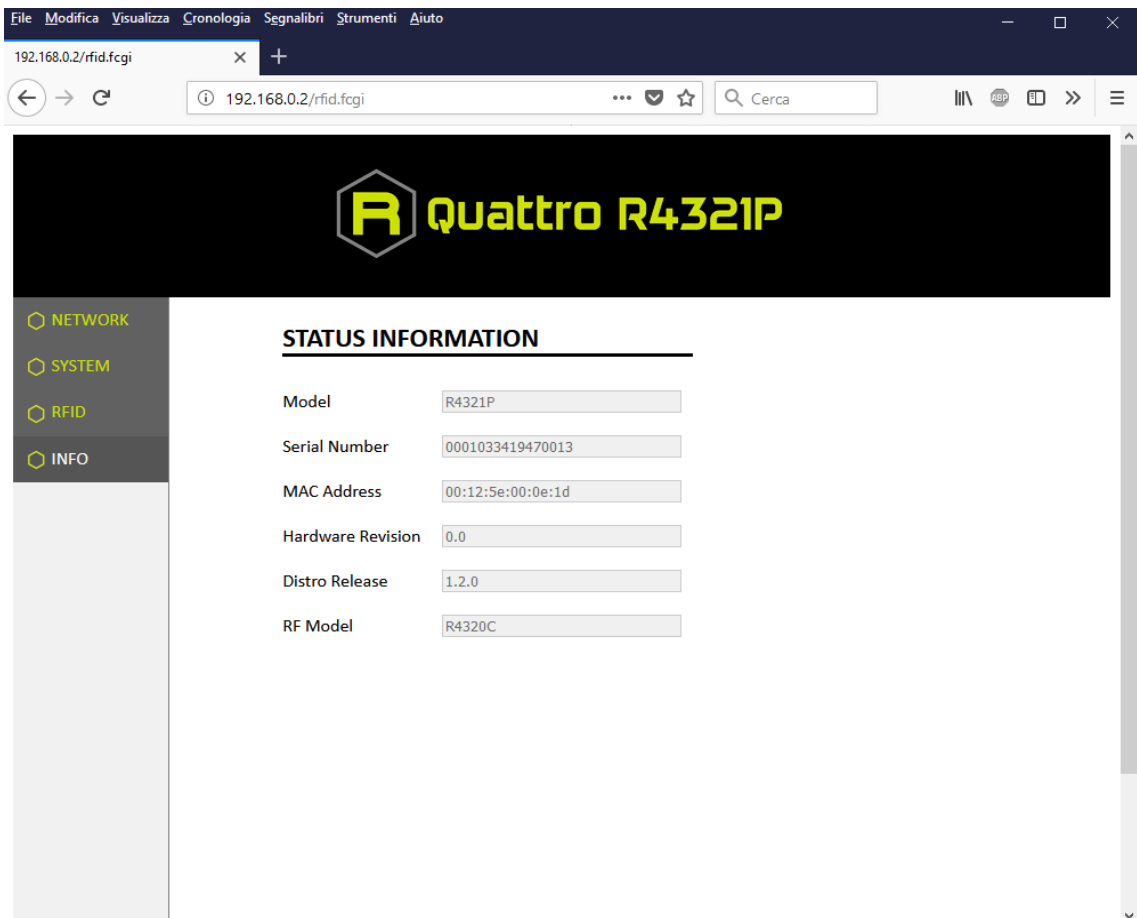 File Modifica Visualizza Cronologia Segnalibri Strumenti Aiuto
192.168.0.2/rfid.fcgi
192.168.0.2/rfid.fcgi
Cerca
ABP
R Quattro R4321P
NETWORK
SYSTEM
RFID
INFO
STATUS INFORMATION
Model R4321P
Serial Number 0001033419470013
MAC Address 00:12:5e:00:0e:1d
Hardware Revision 0.0
Distro Release 1.2.0
RF Model R4320C